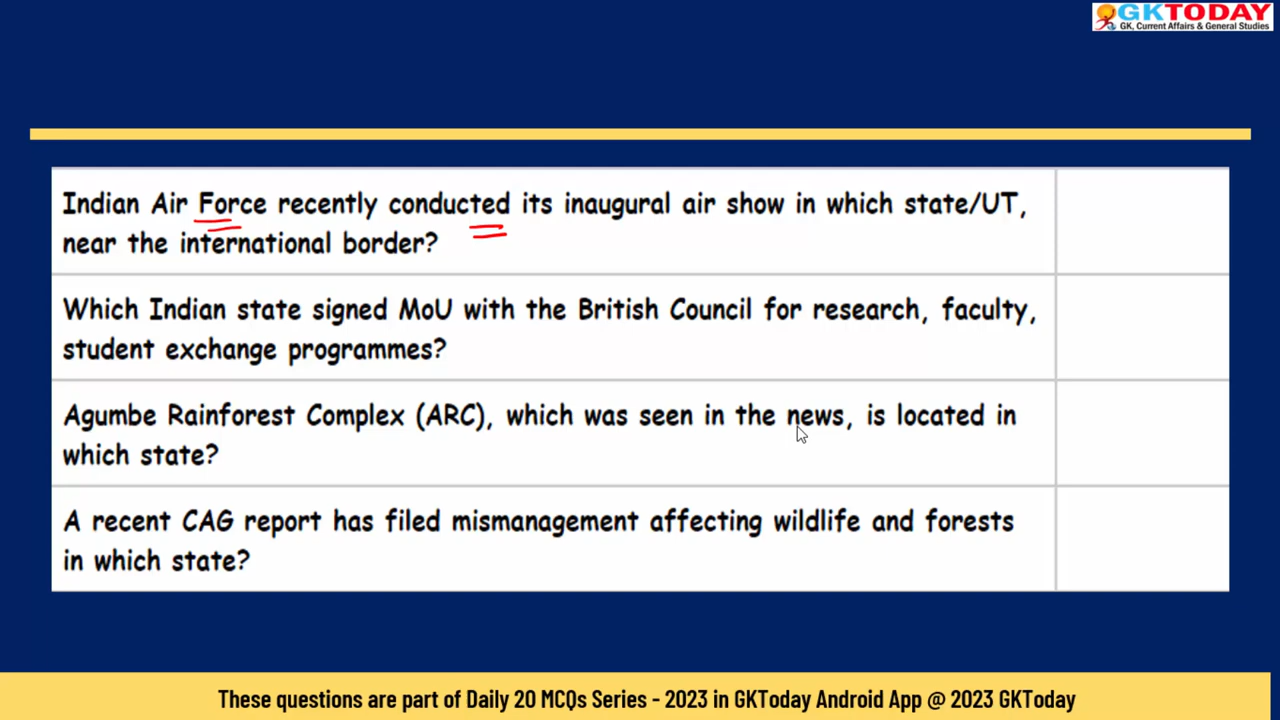 GKTODAY
GK, Current Affairs & General Studies
Indian Air Force recently conducted its inaugural air show in which state/UT,
near the international border?
Which Indian state signed MoU with the British Council for research, faculty,
student exchange programmes?
Agumbe Rainforest Complex (ARC), which was seen in the news, is located in
which state?
A recent CAG report has filed mismanagement affecting wildlife and forests
in which state?
These questions are part of Daily 20 MCQs Series - 2023 in GKToday Android App @ 2023 GKToday